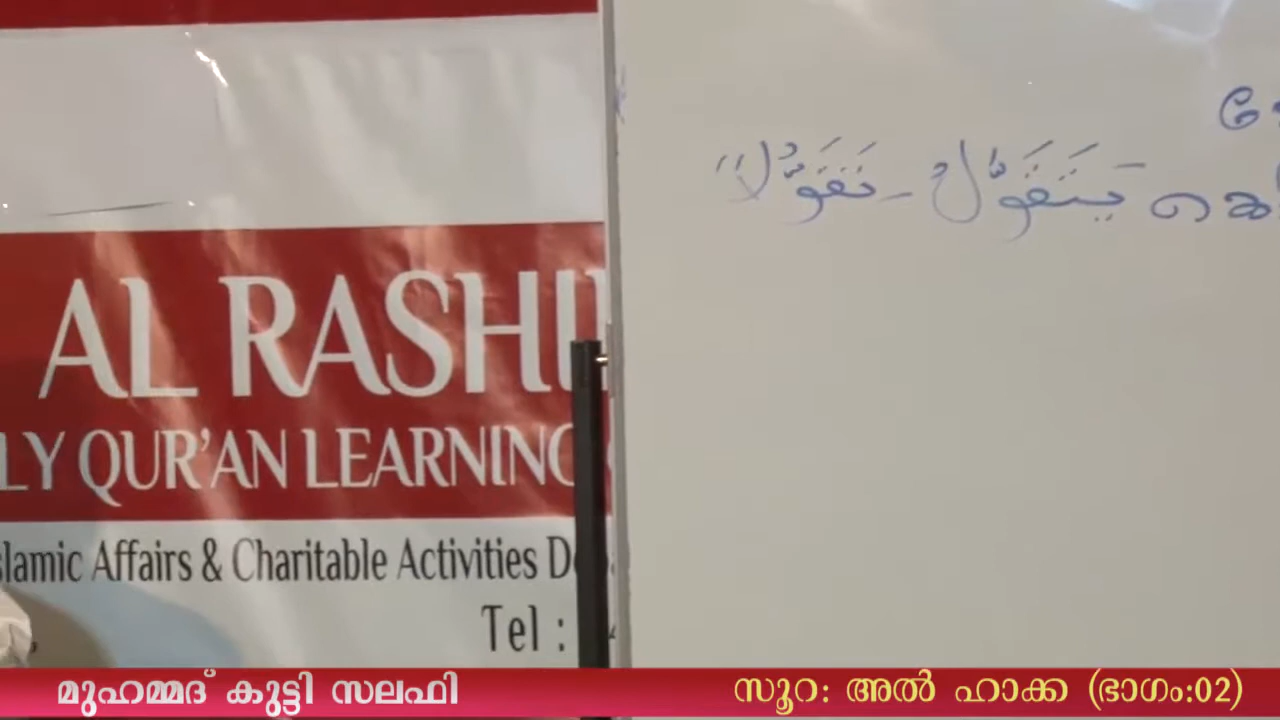 AL RASHI
LY QUR'AN LEARNING
slamic Affairs & Charitable Activities De
Tel :
يَتَقَوَّلُ - تَقَوُّلًا
മുഹമ്മദ് കുട്ടി സലഫി
സൂറ: അൽ ഹാക്ക (ഭാഗം:02)